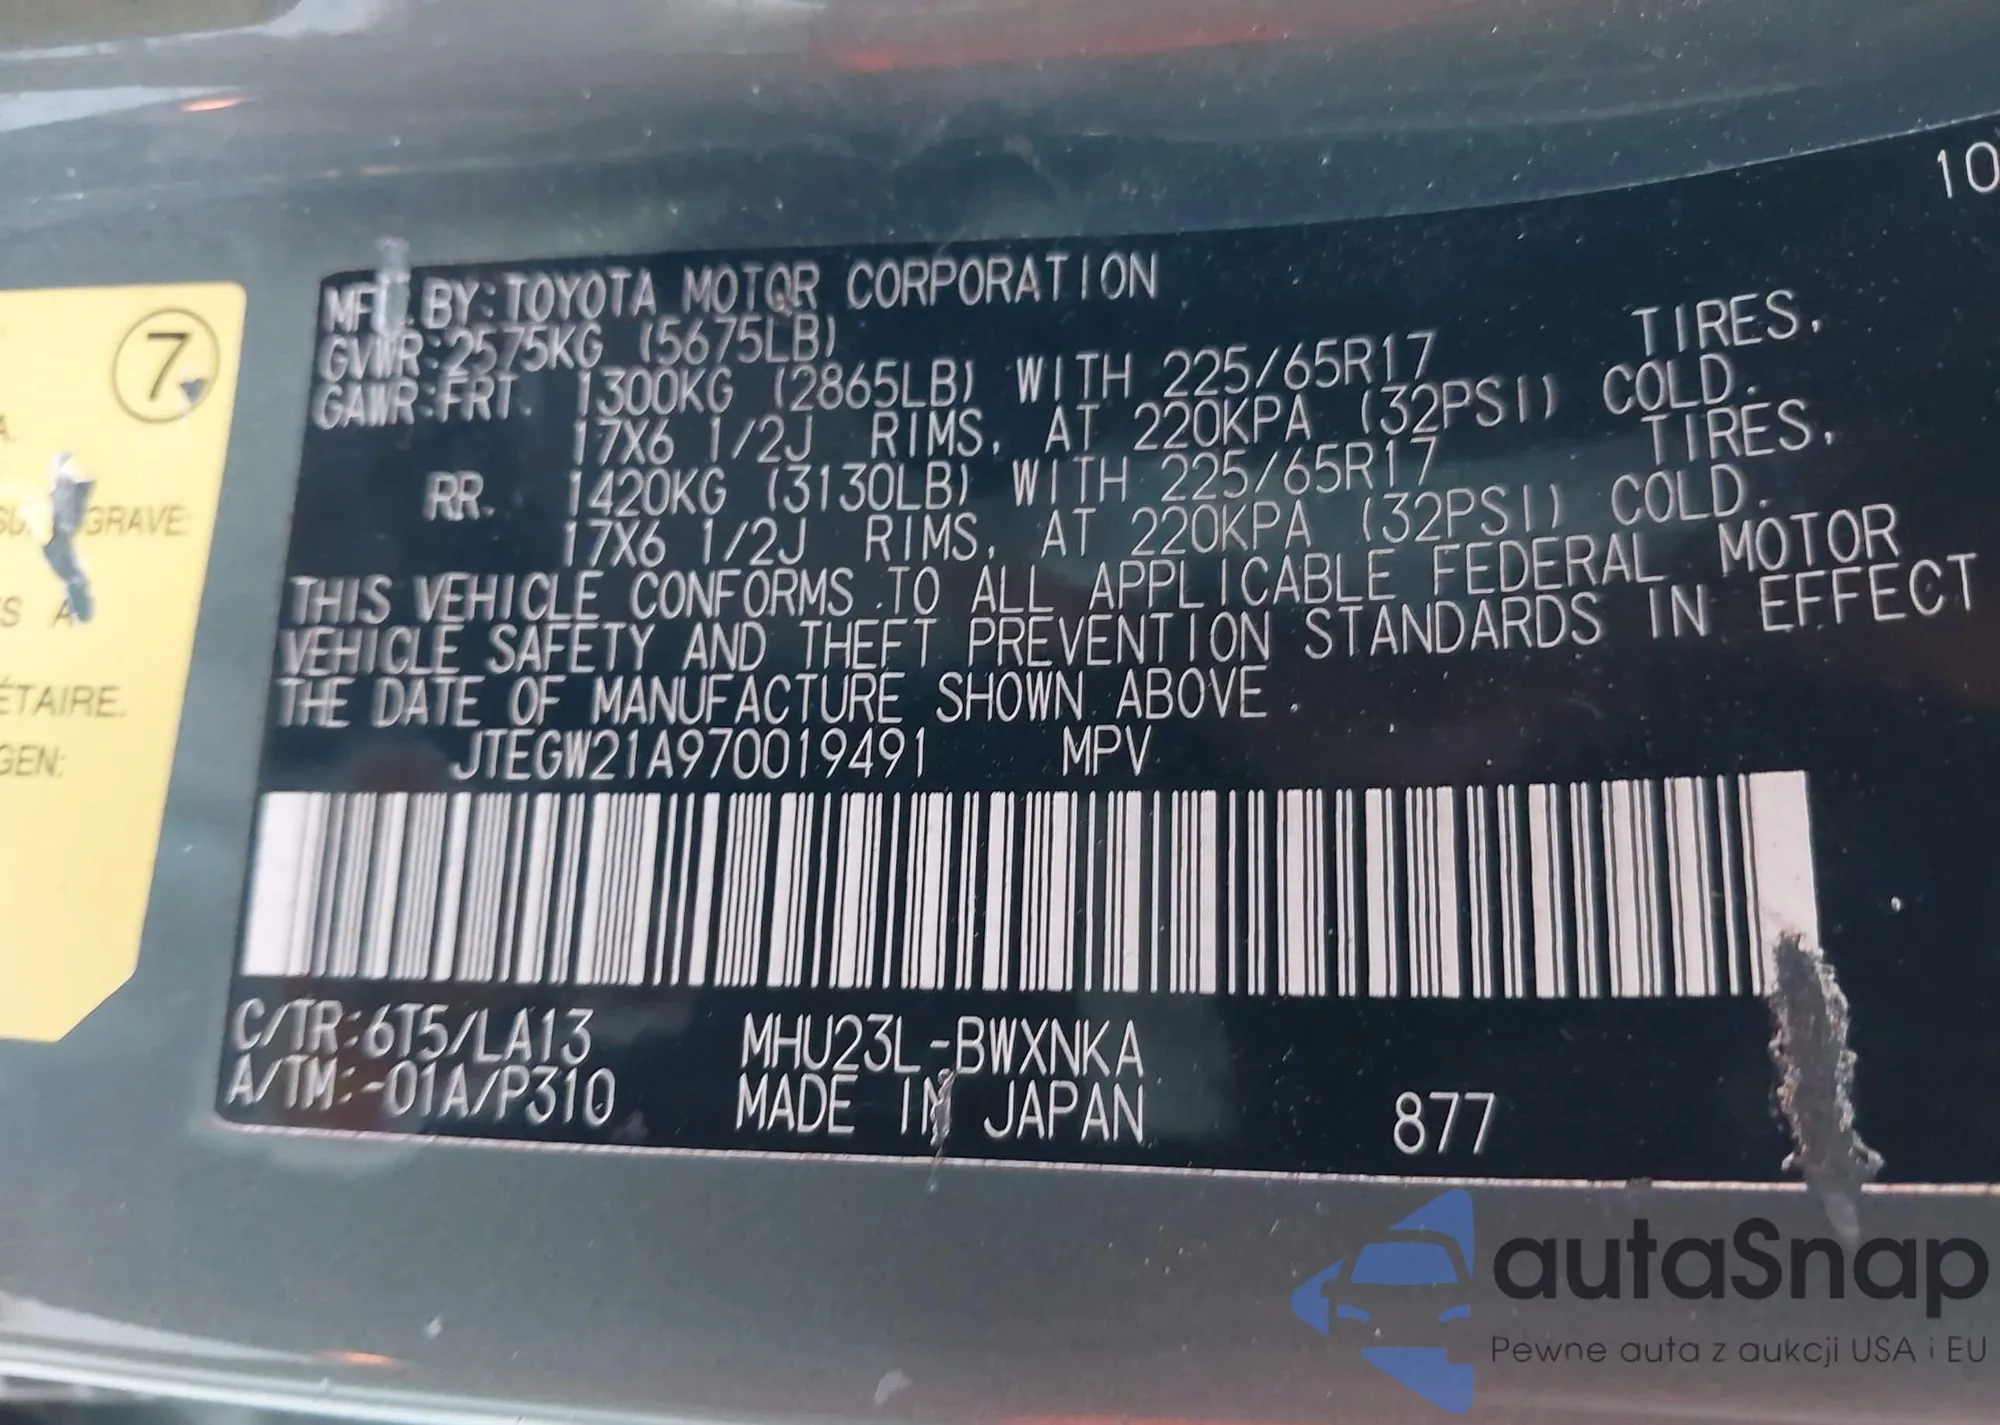 10
7
MFD. BY: TOYOTA MOTOR CORPORATION
GVWR: 2575KG (5675LB)
GAWR: FRT. 1300KG (2865LB) WITH 225/65R17 TIRES,
17X6 1/2J RIMS, AT 220KPA (32PSI) COLD.
RR. 1420KG (3130LB) WITH 225/65R17 TIRES,
17X6 1/2J RIMS, AT 220KPA (32PSI) COLD.
THIS VEHICLE CONFORMS TO ALL APPLICABLE FEDERAL MOTOR
VEHICLE SAFETY AND THEFT PREVENTION STANDARDS IN EFFECT
THE DATE OF MANUFACTURE SHOWN ABOVE.
JTEGW21A970019491 MPV
C/TR: 6T5/LA13 MHU23L-BWXNKA
A/TM: -01A/P310 MADE IN JAPAN 877
A.
GRAVE:
S A
ÉTAIRE.
GEN:
autaSnap
Pewne auta z aukcji USA i EU